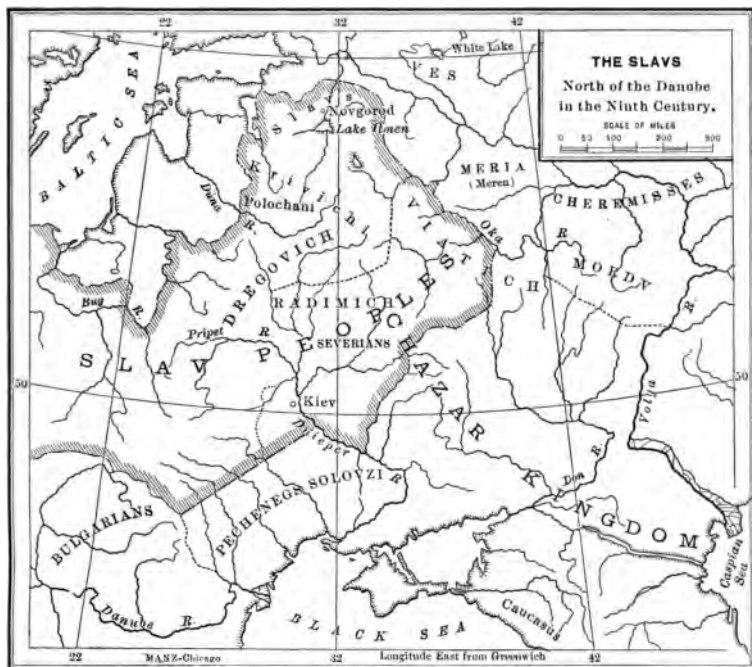 22
32
42
THE SLAVS
North of the Danube
in the Ninth Century.
SCALE OF MILES
0 50 100 200 300
White Lake
VES
BALTIC SEA
Slavs
Novgorod
Lake Ilmen
MERIA
(Meren)
CHEREMISSES
Krivichi
Polochani
Duna R.
VIATICH
Oka R
MORDV
DREGOVICH
RADIMICHI
Bug R.
Pripet R
SEVERIANS
SLAV PEOPLES
50
50
Kiev
CHAZAR KINGDOM
Volga R.
Dnieper R
Don R.
PECHENEGS SOLOVZI
BULGARIANS
Danube R.
BLACK SEA
Caucasus
Caspian Sea
22
MANZ-Chicago
32
Longitude East from Greenwich
42